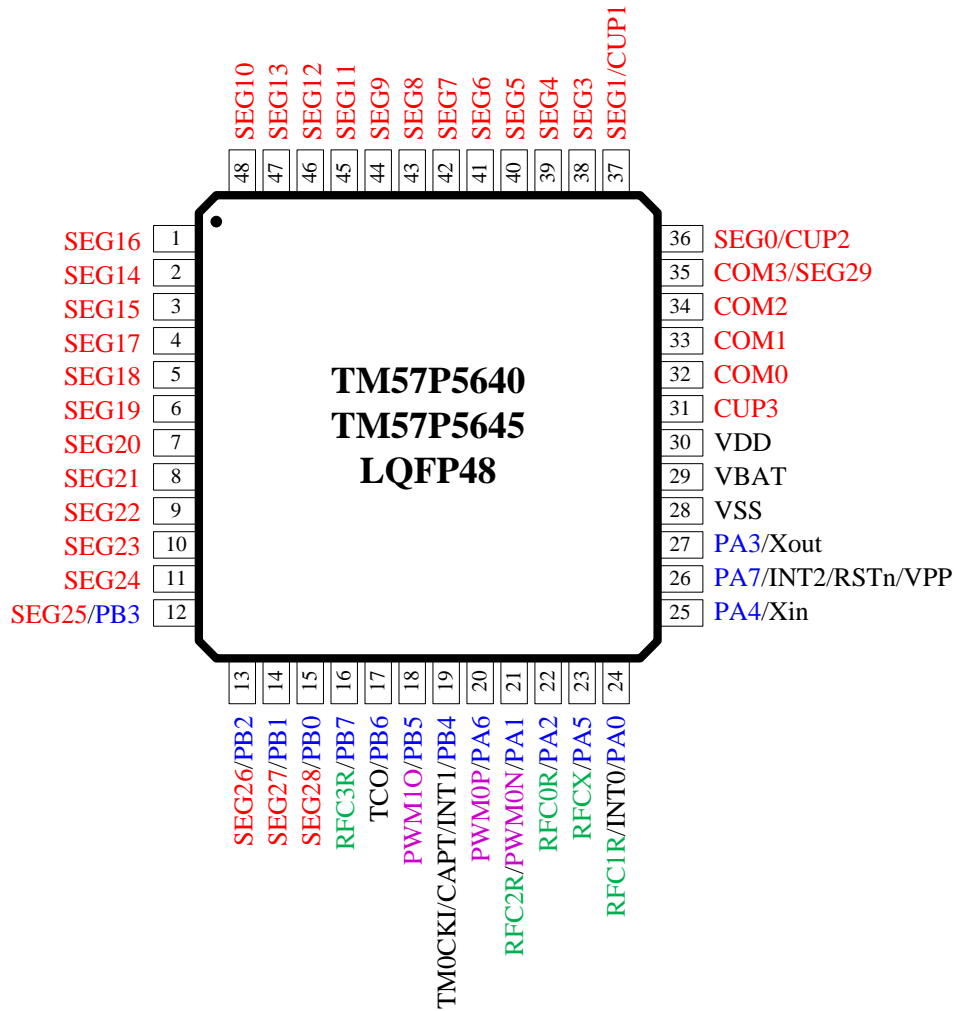 SEG10 SEG13 SEG12 SEG11 SEG9 SEG8 SEG7 SEG6 SEG5 SEG4 SEG3 SEG1/CUP1
48 47 46 45 44 43 42 41 40 39 38 37
SEG16 1
SEG14 2
SEG15 3
SEG17 4
SEG18 5
SEG19 6
SEG20 7
SEG21 8
SEG22 9
SEG23 10
SEG24 11
SEG25/PB3 12
TM57P5640
TM57P5645
LQFP48
36 SEG0/CUP2
35 COM3/SEG29
34 COM2
33 COM1
32 COM0
31 CUP3
30 VDD
29 VBAT
28 VSS
27 PA3/Xout
26 PA7/INT2/RSTn/VPP
25 PA4/Xin
13 14 15 16 17 18 19 20 21 22 23 24
SEG26/PB2
SEG27/PB1
SEG28/PB0
RFC3R/PB7
TCO/PB6
PWM1O/PB5
TM0CKI/CAPT/INT1/PB4
PWM0P/PA6
RFC2R/PWM0N/PA1
RFC0R/PA2
RFCX/PA5
RFC1R/INT0/PA0